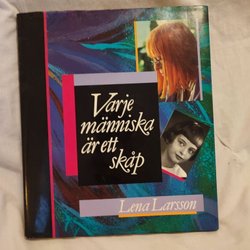 Varje
människa
är ett
skåp
Lena Larsson